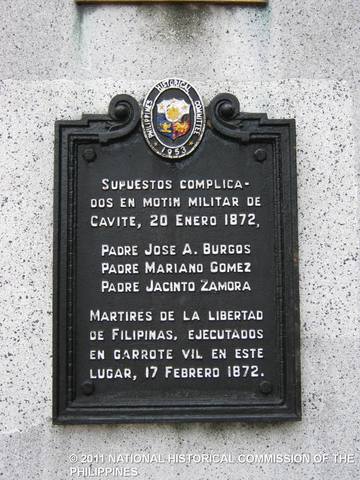 PHILIPPINES HISTORICAL COMMITTEE
1953
SUPUESTOS COMPLICA-
DOS EN MOTIN MILITAR DE
CAVITE, 20 ENERO 1872,
PADRE JOSE A. BURGOS
PADRE MARIANO GOMEZ
PADRE JACINTO ZAMORA
MARTIRES DE LA LIBERTAD
DE FILIPINAS, EJECUTADOS
EN GARROTE VIL EN ESTE
LUGAR, 17 FEBRERO 1872.
© 2011 NATIONAL HISTORICAL COMMISSION OF THE
PHILIPPINES